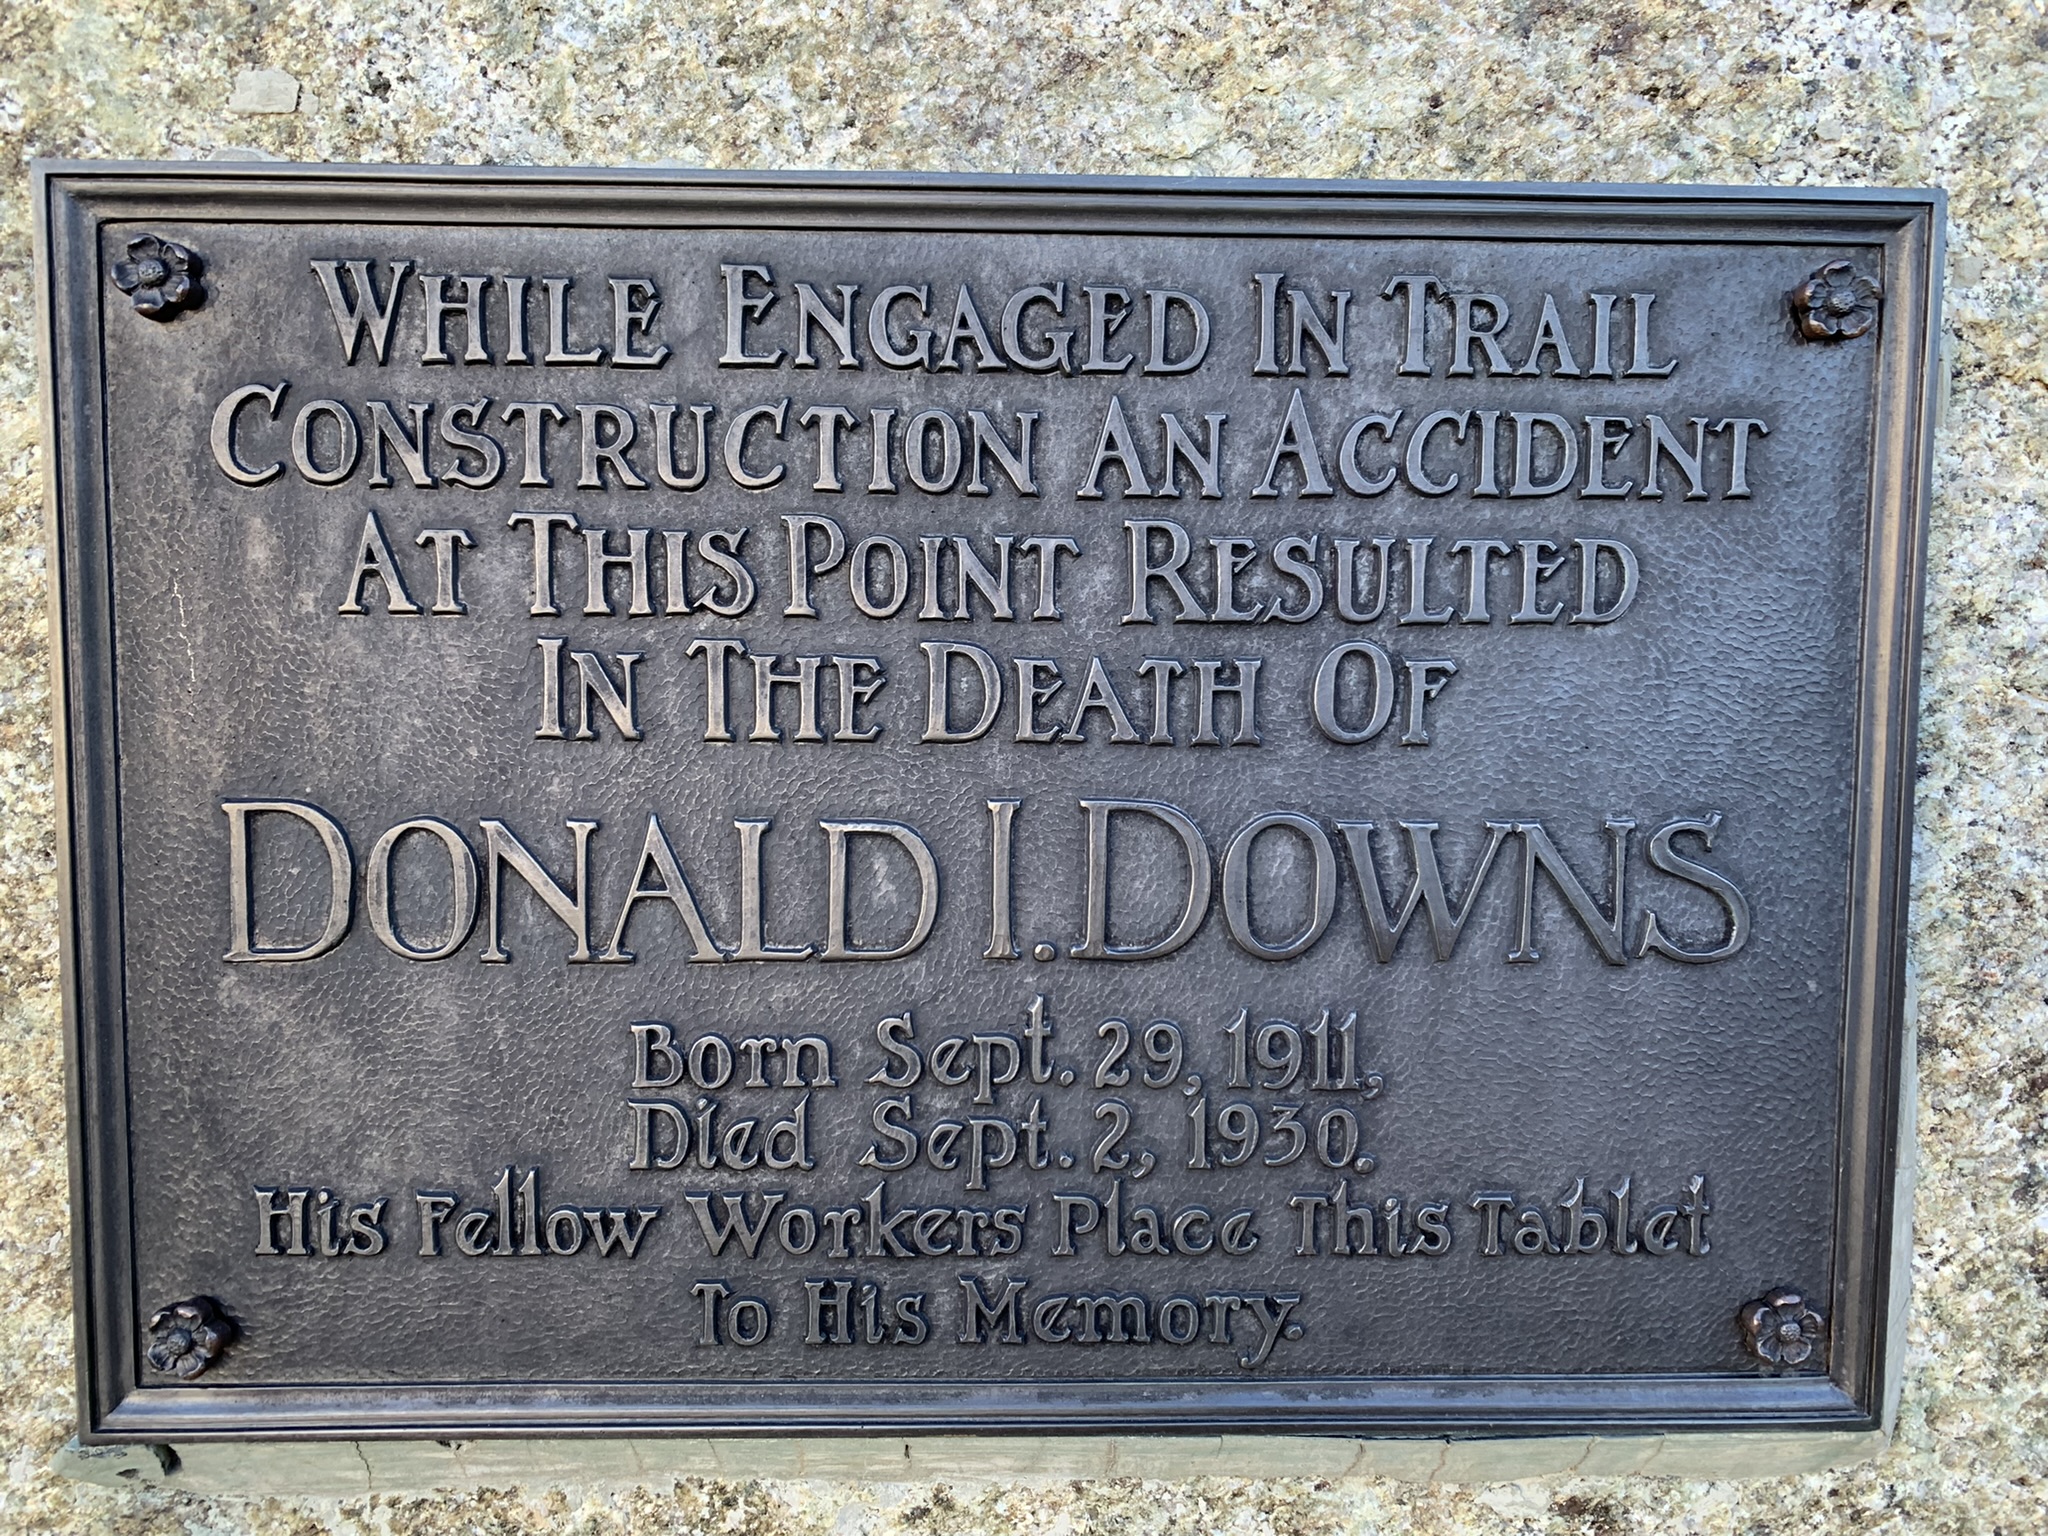 WHILE ENGAGED IN TRAIL
CONSTRUCTION AN ACCIDENT
AT THIS POINT RESULTED
IN THE DEATH OF
DONALD I. DOWNS
Born Sept. 29, 1911,
Died Sept. 2, 1930.
His Fellow Workers Place This Tablet
To His Memory.